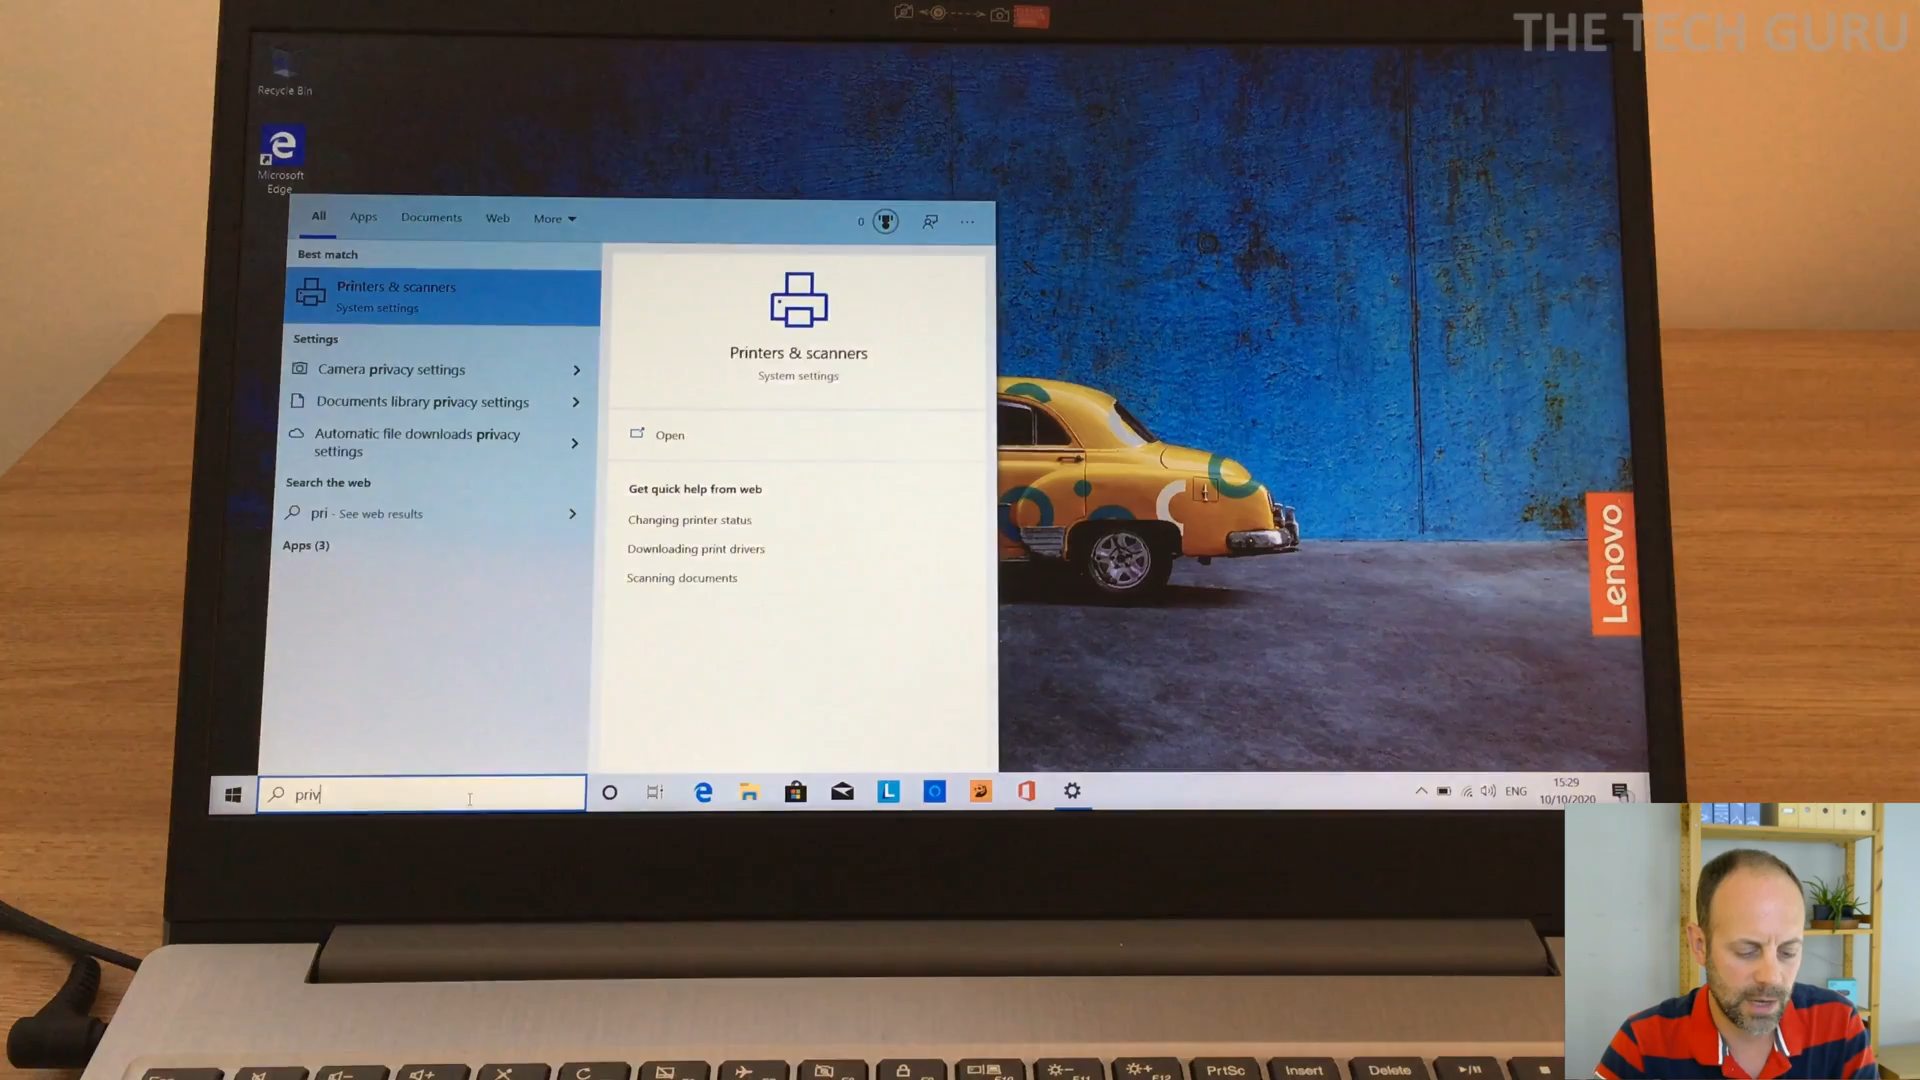 THE TECH GURU
Recycle Bin
Microsoft
Edge
All
Apps
Documents
Web
More
0
Best match
Printers & scanners
System settings
Settings
Camera privacy settings
Documents library privacy settings
Automatic file downloads privacy
settings
Search the web
pri - See web results
Apps (3)
Printers & scanners
System settings
Open
Get quick help from web
Changing printer status
Downloading print drivers
Scanning documents
Lenovo
priv
ENG
15:29
10/10/2020
F11
F12
PrtSc
Insert
Delete